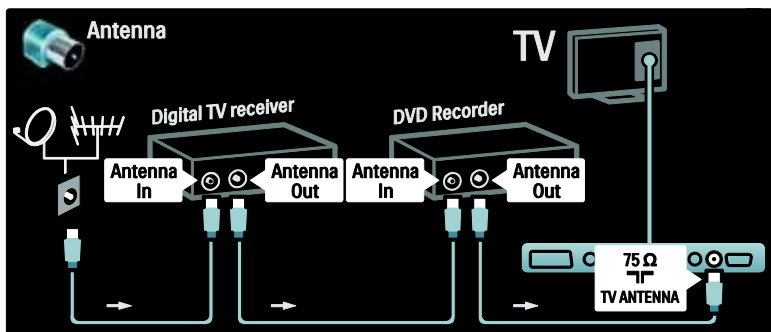 Antenna
TV
Digital TV receiver
DVD Recorder
Antenna
In
Antenna
Out
Antenna
In
Antenna
Out
75 Ω
TV ANTENNA